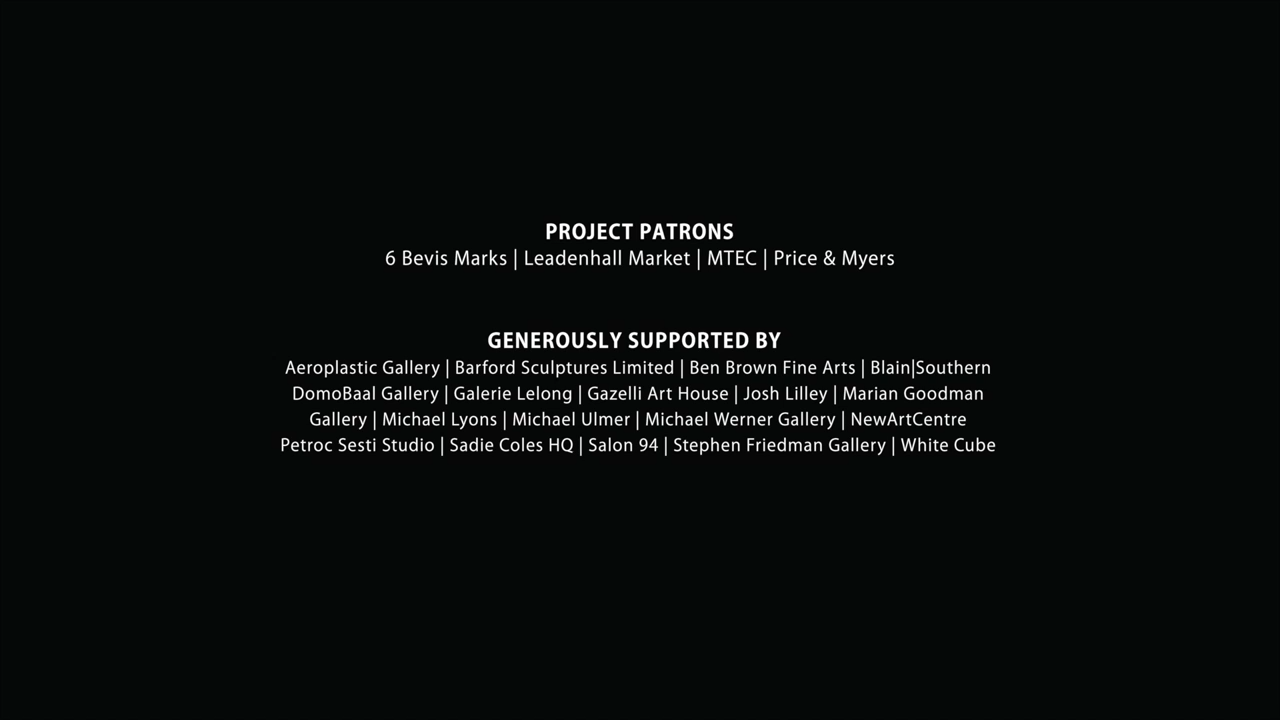 PROJECT PATRONS
6 Bevis Marks | Leadenhall Market | MTEC | Price & Myers
GENEROUSLY SUPPORTED BY
Aeroplastic Gallery | Barford Sculptures Limited | Ben Brown Fine Arts | Blain|Southern
DomoBaal Gallery | Galerie Lelong | Gazelli Art House | Josh Lilley | Marian Goodman
Gallery | Michael Lyons | Michael Ulmer | Michael Werner Gallery | NewArtCentre
Petroc Sesti Studio | Sadie Coles HQ | Salon 94 | Stephen Friedman Gallery | White Cube